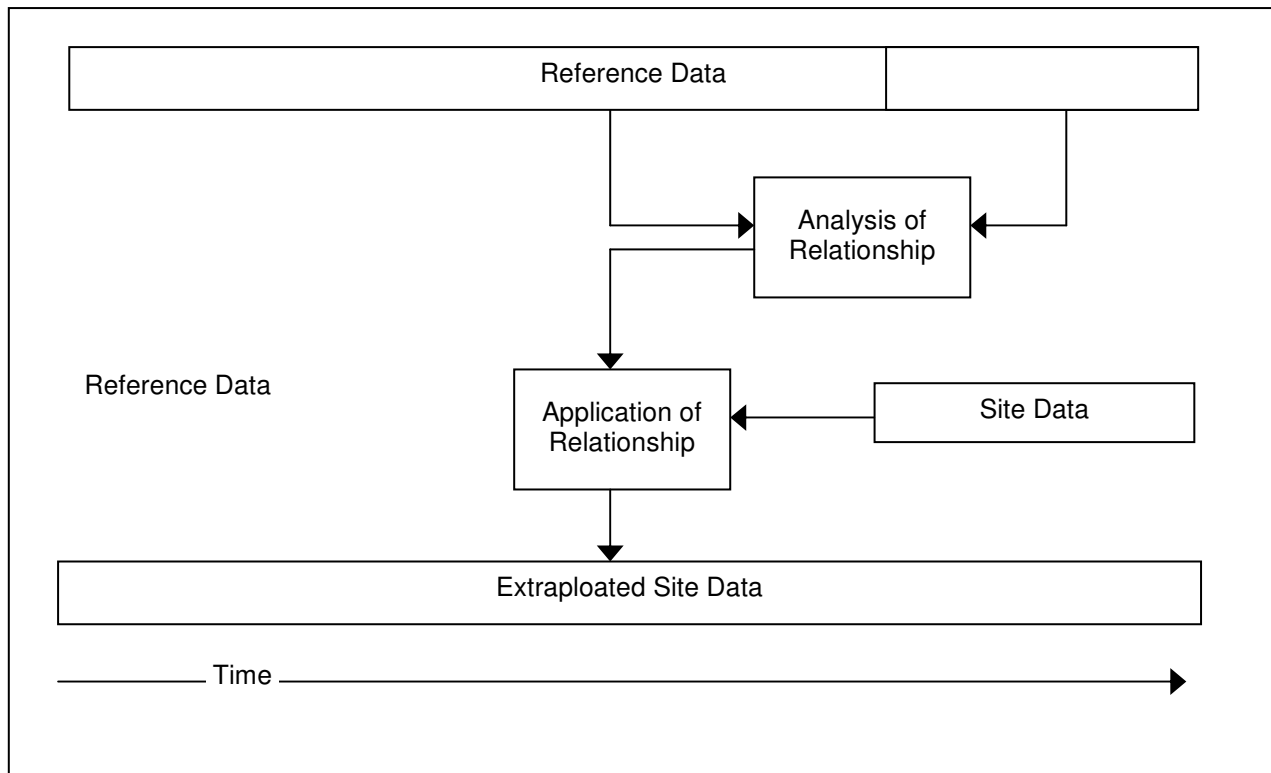 Reference Data
Analysis of
Relationship
Reference Data
Application of
Relationship
Site Data
Extraploated Site Data
Time